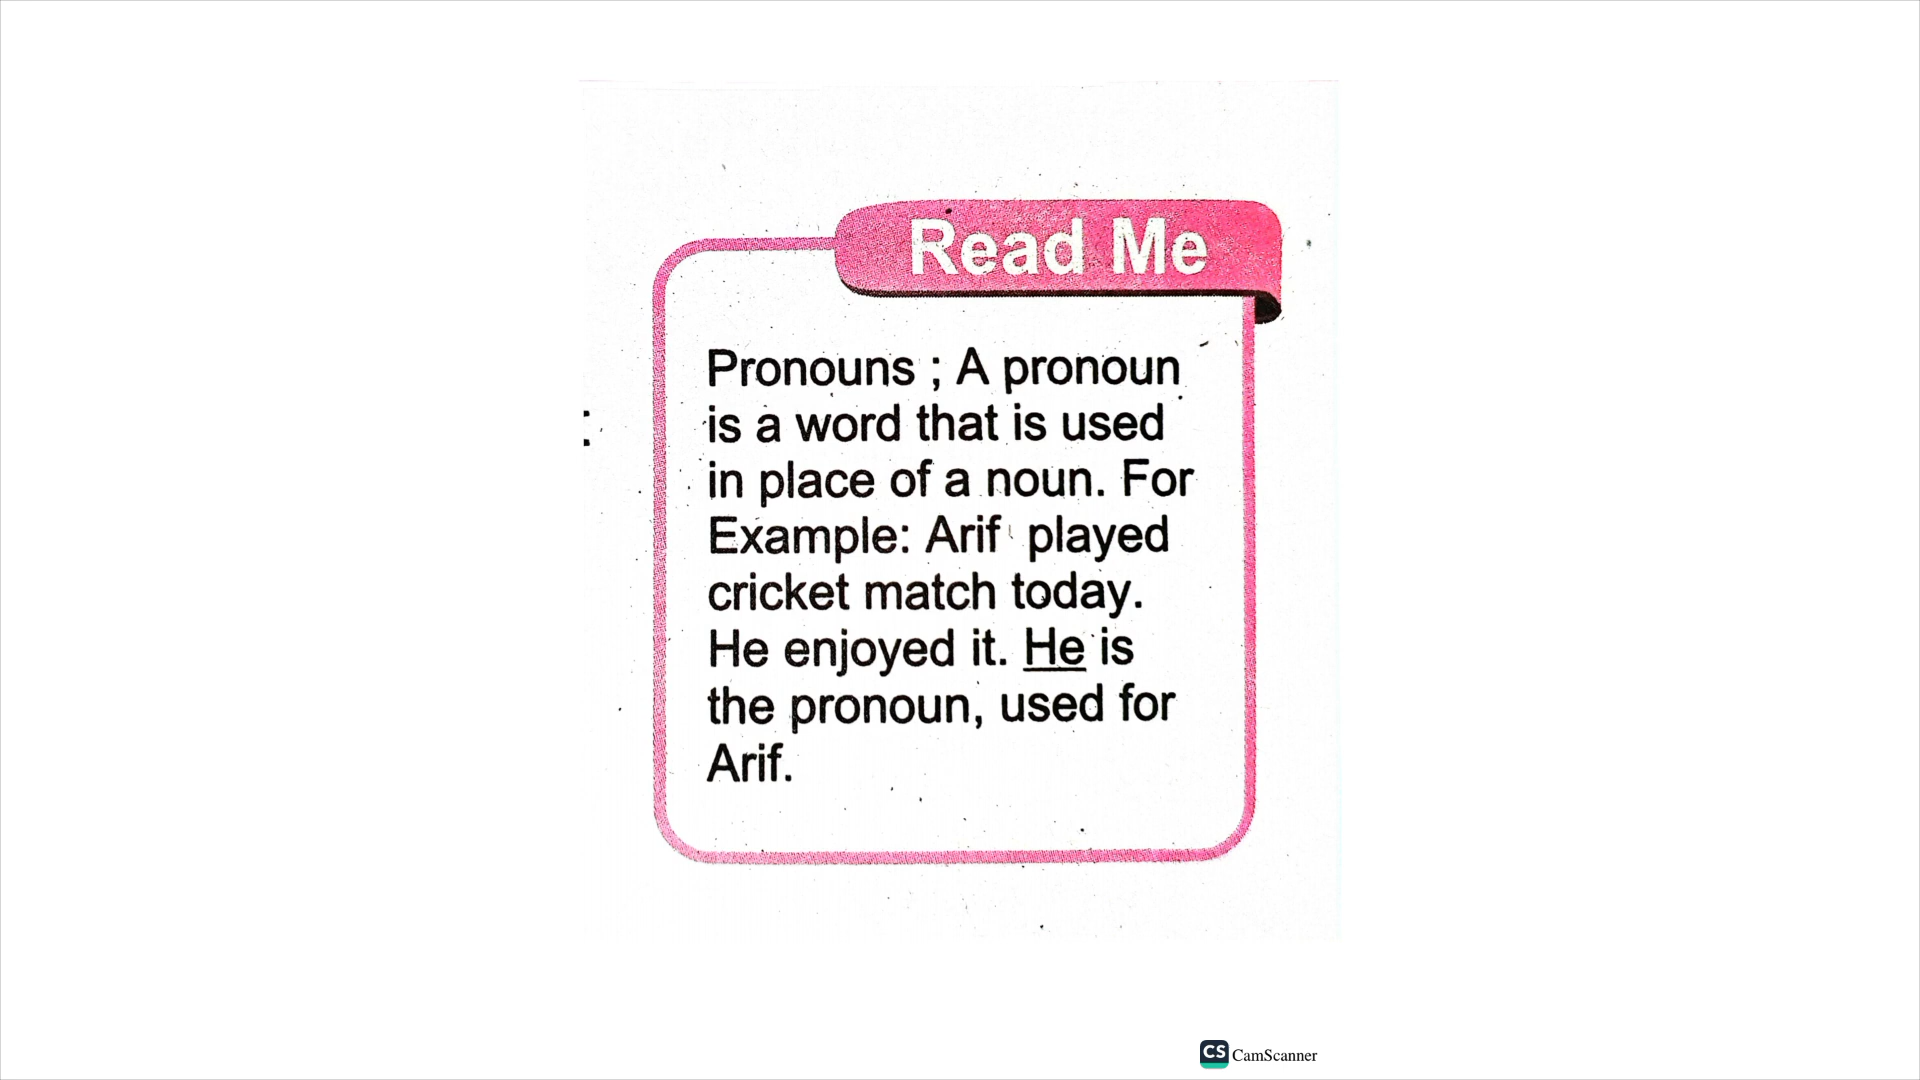 Read Me
Pronouns ; A pronoun
is a word that is used
in place of a noun. For
Example: Arif played
cricket match today.
He enjoyed it. He is
the pronoun, used for
Arif.
CS CamScanner